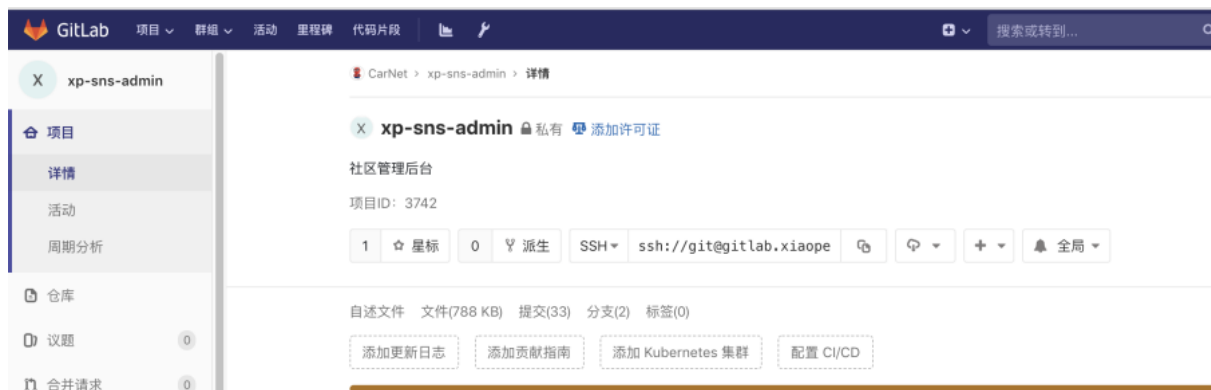 GitLab 项目 群组 活动 里程碑 代码片段 搜索或转到...
X xp-sns-admin
项目
详情
活动
周期分析
仓库
议题 0
合并请求 0
CarNet > xp-sns-admin > 详情
X xp-sns-admin 私有 添加许可证
社区管理后台
项目ID: 3742
1 星标 0 派生 SSH ssh://git@gitlab.xiaope 全局
自述文件 文件(788 KB) 提交(33) 分支(2) 标签(0)
添加更新日志 添加贡献指南 添加 Kubernetes 集群 配置 CI/CD